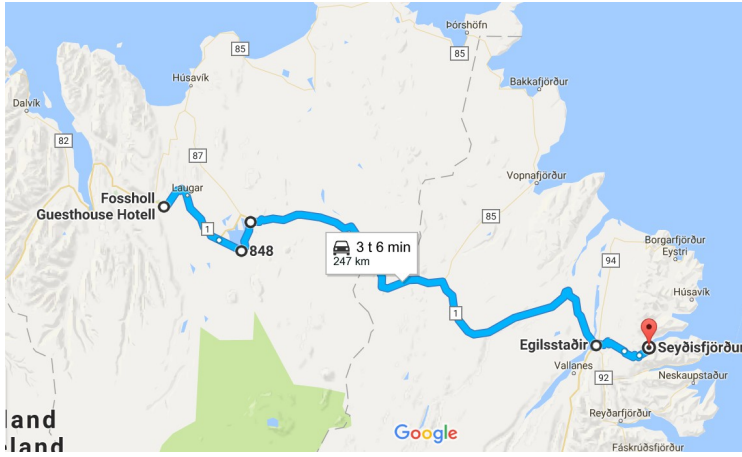 Þórshöfn
85
85
Húsavík
Bakkafjörður
Dalvík
82
87
Vopnafjörður
Laugar
Fossholl
Guesthouse Hotell
85
1
848
3 t 6 min
247 km
Borgarfjörður
Eystri
94
Húsavík
1
Egilsstaðir
Seyðisfjörður
Vallanes
92
Neskaupstaður
Reyðarfjörður
land
eland
Google
Fáskrúðsfjörður